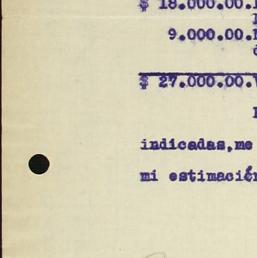 $ 18.000.00.
9.000.00.
$ 27.000.00.
indicadas,me
mi estimación